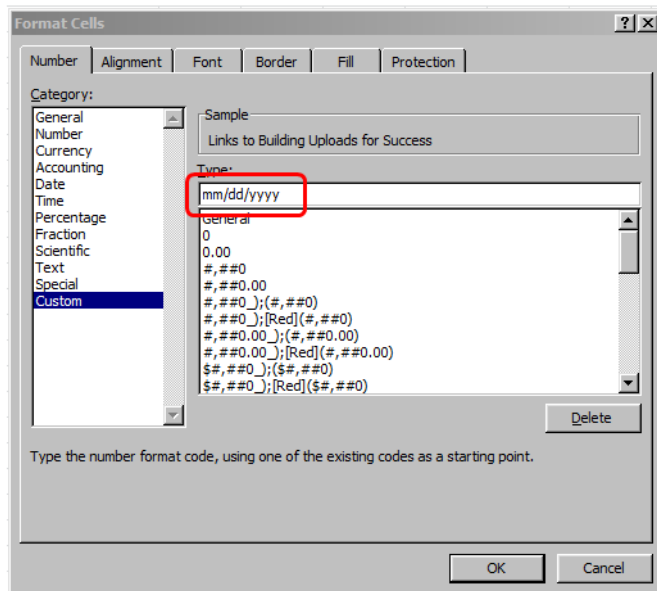 Format Cells
? X
Number Alignment Font Border Fill Protection
Category:
General
Number
Currency
Accounting
Date
Time
Percentage
Fraction
Scientific
Text
Special
Custom
Sample
Links to Building Uploads for Success
Type:
mm/dd/yyyy
General
0
0.00
#,##0
#,##0.00
#,##0_);(#,##0)
#,##0_);[Red](#,##0)
#,##0.00_);(#,##0.00)
#,##0.00_);[Red](#,##0.00)
$#,##0_);($#,##0)
$#,##0_);[Red]($#,##0)
Delete
Type the number format code, using one of the existing codes as a starting point.
OK Cancel